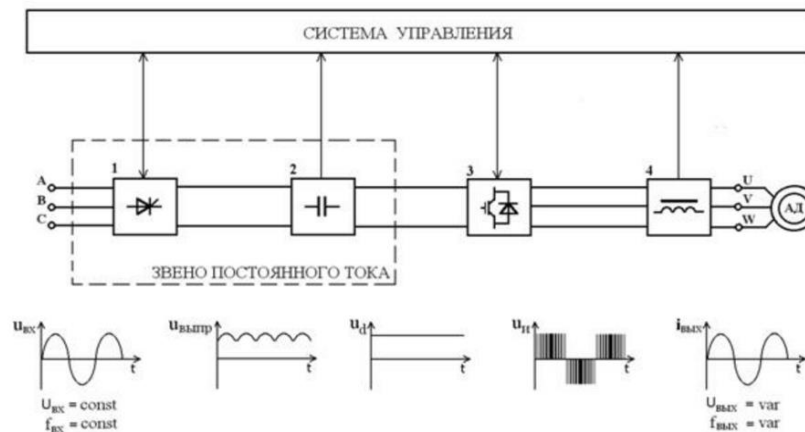 СИСТЕМА УПРАВЛЕНИЯ
1
2
3
4
A
B
C
U
V
W
АД
ЗВЕНО ПОСТОЯННОГО ТОКА
uвх
t
Uвх = const
fвх = const
uвыпр
t
ud
t
uи
t
iвых
t
Uвых = var
fвых = var